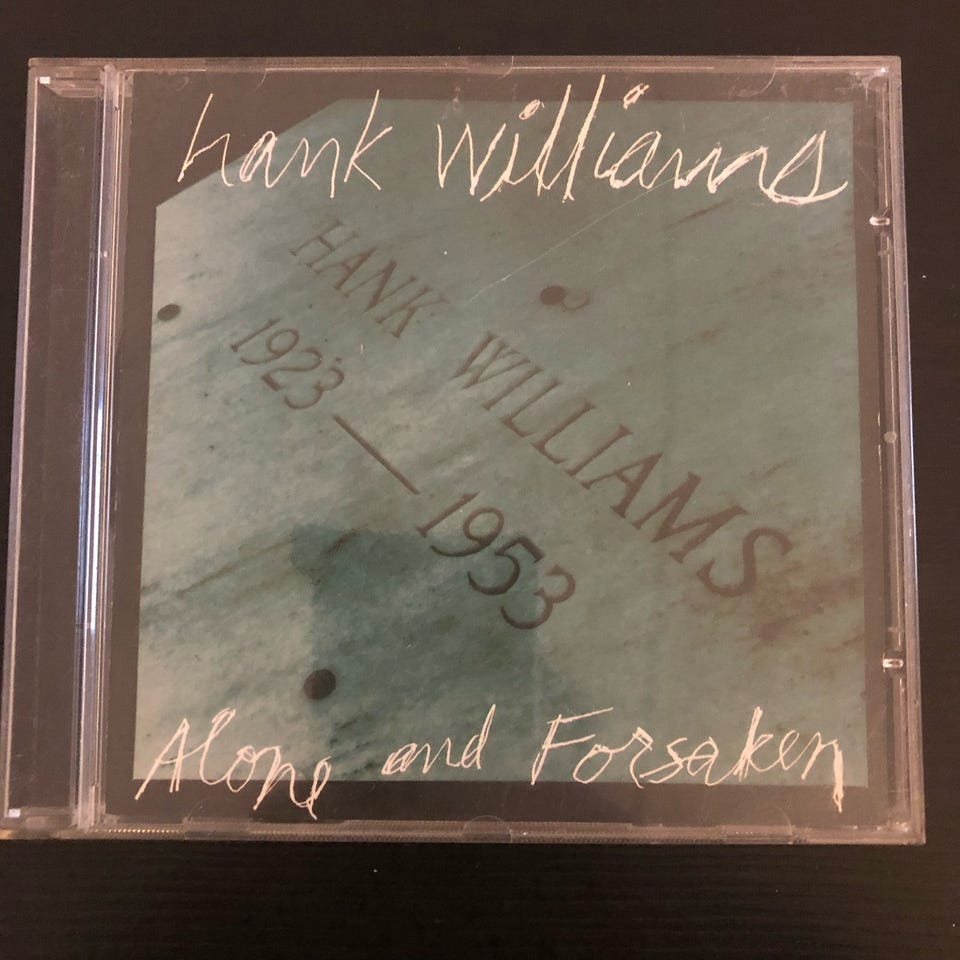 hank williams
HANK WILLIAMS
1923 — 1953
Alone and Forsaken